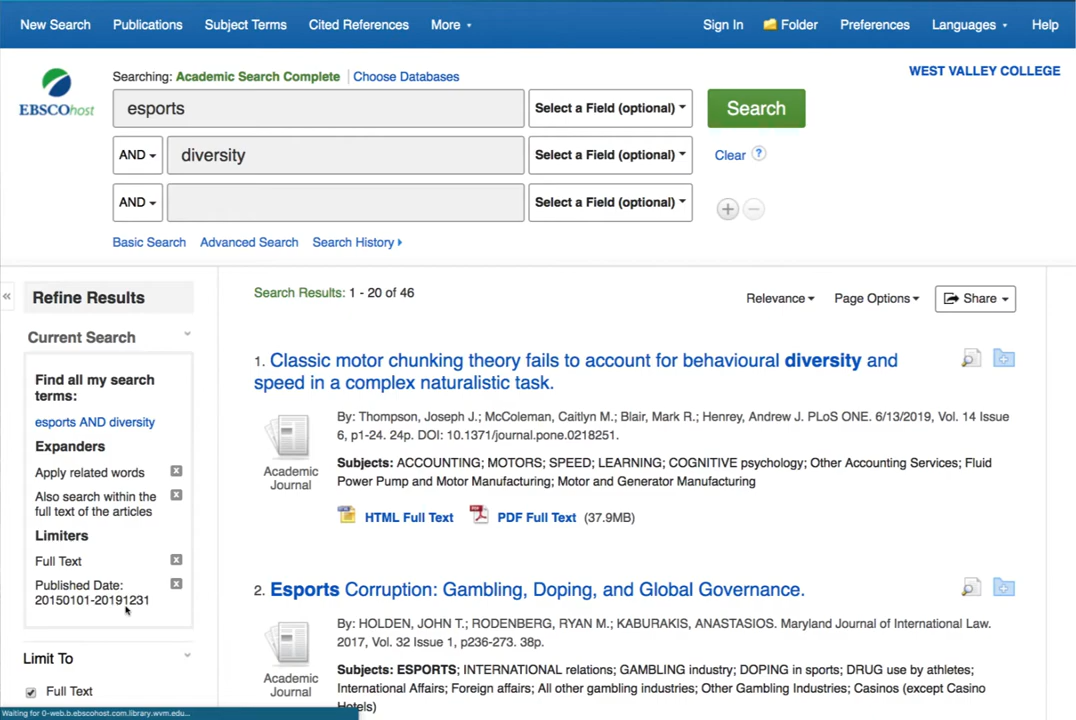 New Search Publications Subject Terms Cited References More Sign In Folder Preferences Languages Help
Searching: Academic Search Complete Choose Databases WEST VALLEY COLLEGE
EBSCOhost
esports Select a Field (optional) Search
AND diversity Select a Field (optional) Clear ?
AND Select a Field (optional)
Basic Search Advanced Search Search History
Refine Results
Current Search
Find all my search
terms:
esports AND diversity
Expanders
Apply related words
Also search within the
full text of the articles
Limiters
Full Text
Published Date:
20150101-20191231
Limit To
Full Text
Search Results: 1 - 20 of 46 Relevance Page Options Share
1. Classic motor chunking theory fails to account for behavioural diversity and
speed in a complex naturalistic task.
By: Thompson, Joseph J.; McColeman, Caitlyn M.; Blair, Mark R.; Henrey, Andrew J. PLoS ONE. 6/13/2019, Vol. 14 Issue
6, p1-24. 24p. DOI: 10.1371/journal.pone.0218251.
Academic
Journal
Subjects: ACCOUNTING; MOTORS; SPEED; LEARNING; COGNITIVE psychology; Other Accounting Services; Fluid
Power Pump and Motor Manufacturing; Motor and Generator Manufacturing
HTML Full Text PDF Full Text (37.9MB)
2. Esports Corruption: Gambling, Doping, and Global Governance.
By: HOLDEN, JOHN T.; RODENBERG, RYAN M.; KABURAKIS, ANASTASIOS. Maryland Journal of International Law.
2017, Vol. 32 Issue 1, p236-273. 38p.
Academic
Journal
Subjects: ESPORTS; INTERNATIONAL relations; GAMBLING industry; DOPING in sports; DRUG use by athletes;
International Affairs; Foreign affairs; All other gambling industries; Other Gambling Industries; Casinos (except Casino
Hotels)
Waiting for 0-web.b.ebscohost.com.library.wvm.edu...